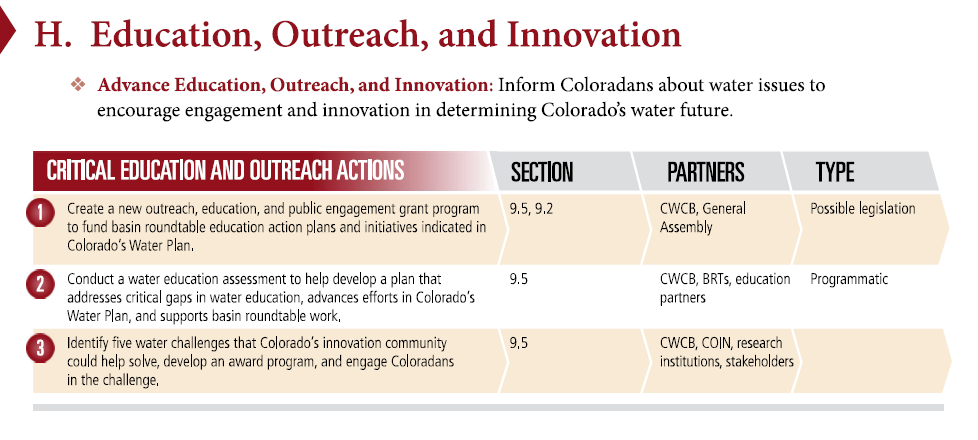 H. Education, Outreach, and Innovation
❖ Advance Education, Outreach, and Innovation: Inform Coloradans about water issues to
encourage engagement and innovation in determining Colorado's water future.
CRITICAL EDUCATION AND OUTREACH ACTIONS SECTION PARTNERS TYPE
1 Create a new outreach, education, and public engagement grant program 9.5, 9.2 CWCB, General Possible legislation
to fund basin roundtable education action plans and initiatives indicated in Assembly
Colorado's Water Plan.
2 Conduct a water education assessment to help develop a plan that 9.5 CWCB, BRTs, education Programmatic
addresses critical gaps in water education, advances efforts in Colorado's partners
Water Plan, and supports basin roundtable work.
3 Identify five water challenges that Colorado's innovation community 9.5 CWCB, COIN, research
could help solve, develop an award program, and engage Coloradans institutions, stakeholders
in the challenge.